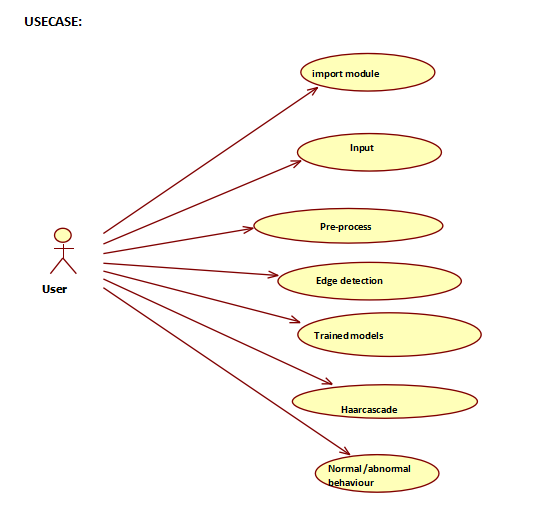 USECASE:
import module
Input
Pre-process
Edge detection
User
Trained models
Haarcascade
Normal/abnormal
behaviour